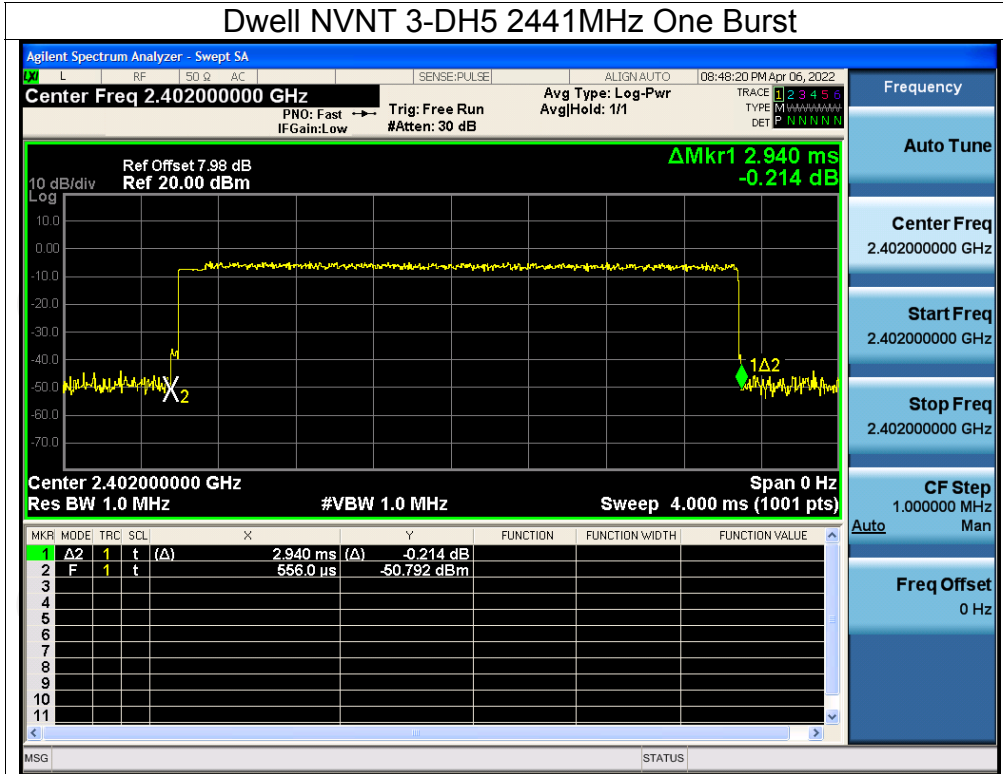 Dwell NVNT 3-DH5 2441MHz One Burst
Agilent Spectrum Analyzer - Swept SA
LXI L RF 50 Ω AC SENSE:PULSE ALIGN AUTO 08:48:20 PM Apr 06, 2022
Center Freq 2.402000000 GHz
PNO: Fast
IFGain:Low
Trig: Free Run
#Atten: 30 dB
Avg Type: Log-Pwr
Avg|Hold: 1/1
TRACE 1 2 3 4 5 6
TYPE M W W W W W
DET P N N N N N
Ref Offset 7.98 dB
Ref 20.00 dBm
10 dB/div
Log
ΔMkr1 2.940 ms
-0.214 dB
10.0
0.00
-10.0
-20.0
-30.0
-40.0
-50.0
-60.0
-70.0
2
1Δ2
Center 2.402000000 GHz Span 0 Hz
Res BW 1.0 MHz #VBW 1.0 MHz Sweep 4.000 ms (1001 pts)
MKR MODE TRC SCL X Y FUNCTION FUNCTION WIDTH FUNCTION VALUE
1 Δ2 1 t (Δ) 2.940 ms (Δ) -0.214 dB
2 F 1 t 556.0 µs -50.792 dBm
3
4
5
6
7
8
9
10
11
MSG STATUS
Frequency
Auto Tune
Center Freq
2.402000000 GHz
Start Freq
2.402000000 GHz
Stop Freq
2.402000000 GHz
CF Step
1.000000 MHz
Auto Man
Freq Offset
0 Hz